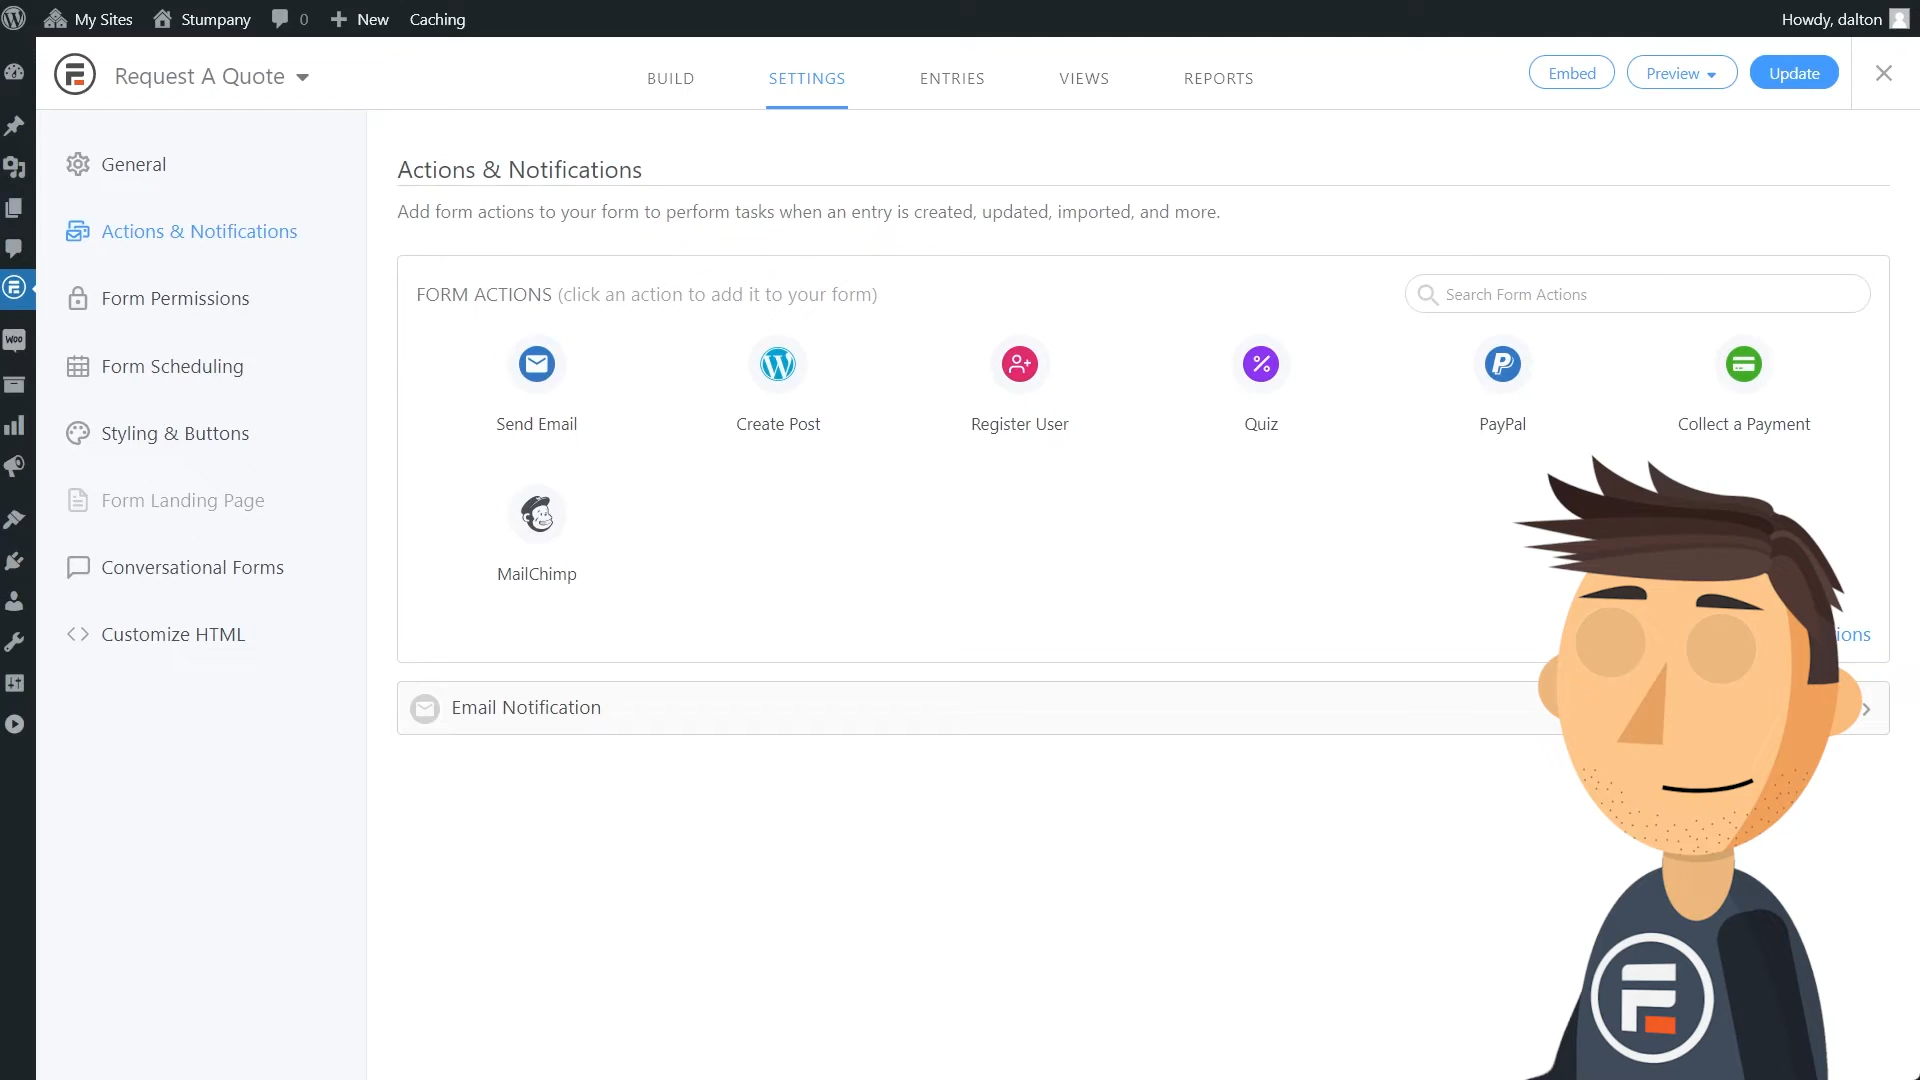 My Sites
Stumpany
0
New
Caching
Howdy, dalton
Request A Quote
BUILD
SETTINGS
ENTRIES
VIEWS
REPORTS
Embed
Preview
Update
General
Actions & Notifications
Form Permissions
Form Scheduling
Styling & Buttons
Form Landing Page
Conversational Forms
Customize HTML
Actions & Notifications
Add form actions to your form to perform tasks when an entry is created, updated, imported, and more.
FORM ACTIONS (click an action to add it to your form)
Search Form Actions
Send Email
Create Post
Register User
Quiz
PayPal
Collect a Payment
MailChimp
Email Notification
Woo